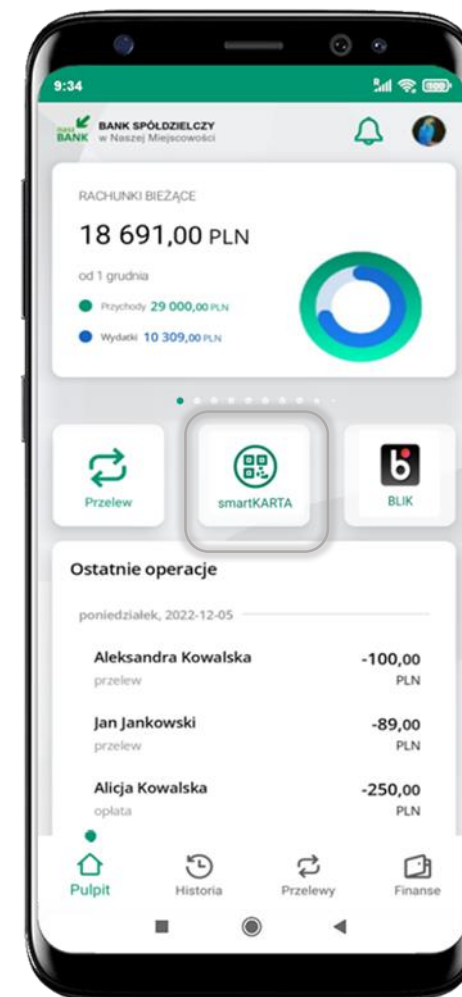 9:34
nasz
BANK
BANK SPÓŁDZIELCZY
w Naszej Miejscowości
RACHUNKI BIEŻĄCE
18 691,00 PLN
od 1 grudnia
Przychody 29 000,00 PLN
Wydatki 10 309,00 PLN
Przelew
smartKARTA
BLIK
Ostatnie operacje
poniedziałek, 2022-12-05
Aleksandra Kowalska
-100,00
przelew
PLN
Jan Jankowski
-89,00
przelew
PLN
Alicja Kowalska
-250,00
opłata
PLN
Pulpit
Historia
Przelewy
Finanse